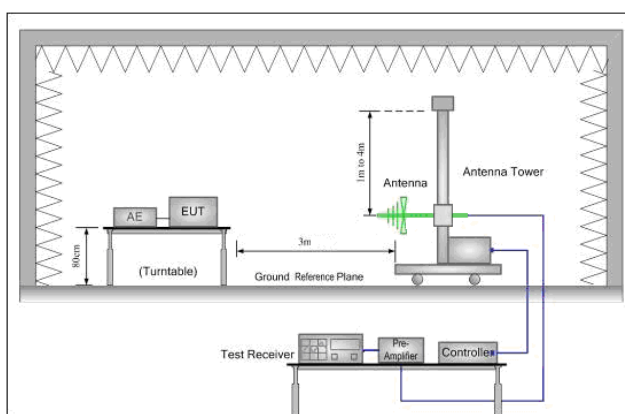 1m to 4m
Antenna
Antenna Tower
AE
EUT
80cm
3m
(Turntable)
Ground Reference Plane
Test Receiver
Pre-
Amplifier
Controller